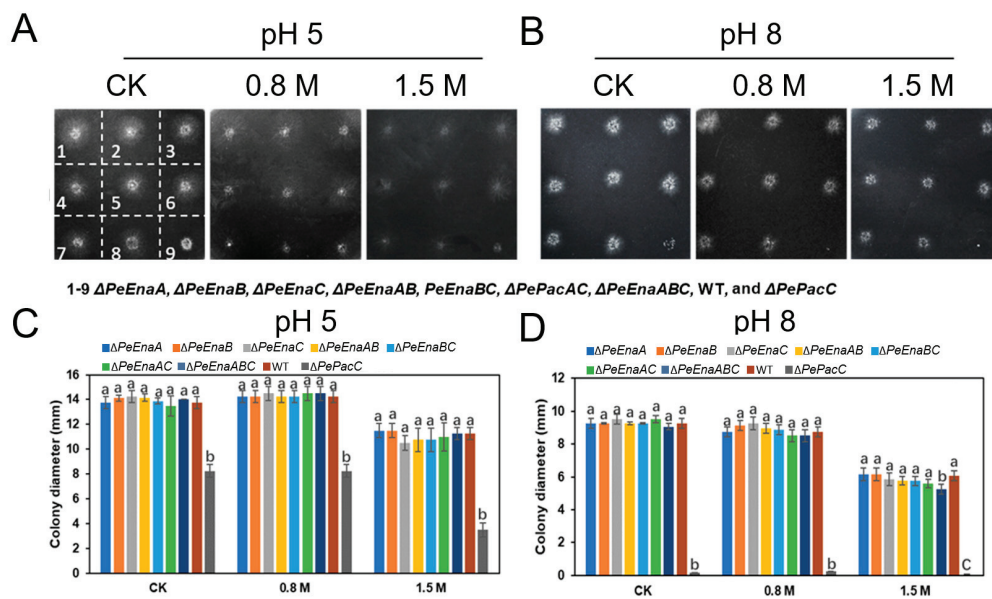 A
pH 5
CK 0.8 M 1.5 M
1 2 3
4 5 6
7 8 9
B
pH 8
CK 0.8 M 1.5 M
1-9 ΔPeEnaA, ΔPeEnaB, ΔPeEnaC, ΔPeEnaAB, PeEnaBC, ΔPePacAC, ΔPeEnaABC, WT, and ΔPePacC
C
pH 5
ΔPeEnaA ΔPeEnaB ΔPeEnaC ΔPeEnaAB ΔPeEnaBC
ΔPeEnaAC ΔPeEnaABC WT ΔPePacC
Colony diameter (mm)
16
14
12
10
8
6
4
2
0
a a a a a a a a b
a a a a a a a a b
a a a a a a a a b
CK 0.8 M 1.5 M
D
pH 8
ΔPeEnaA ΔPeEnaB ΔPeEnaC ΔPeEnaAB ΔPeEnaBC
ΔPeEnaAC ΔPeEnaABC WT ΔPePacC
Colony diameter (mm)
12
10
8
6
4
2
0
a a a a a a a a b
a a a a a a a a b
a a a a a a b a c
CK 0.8 M 1.5 M